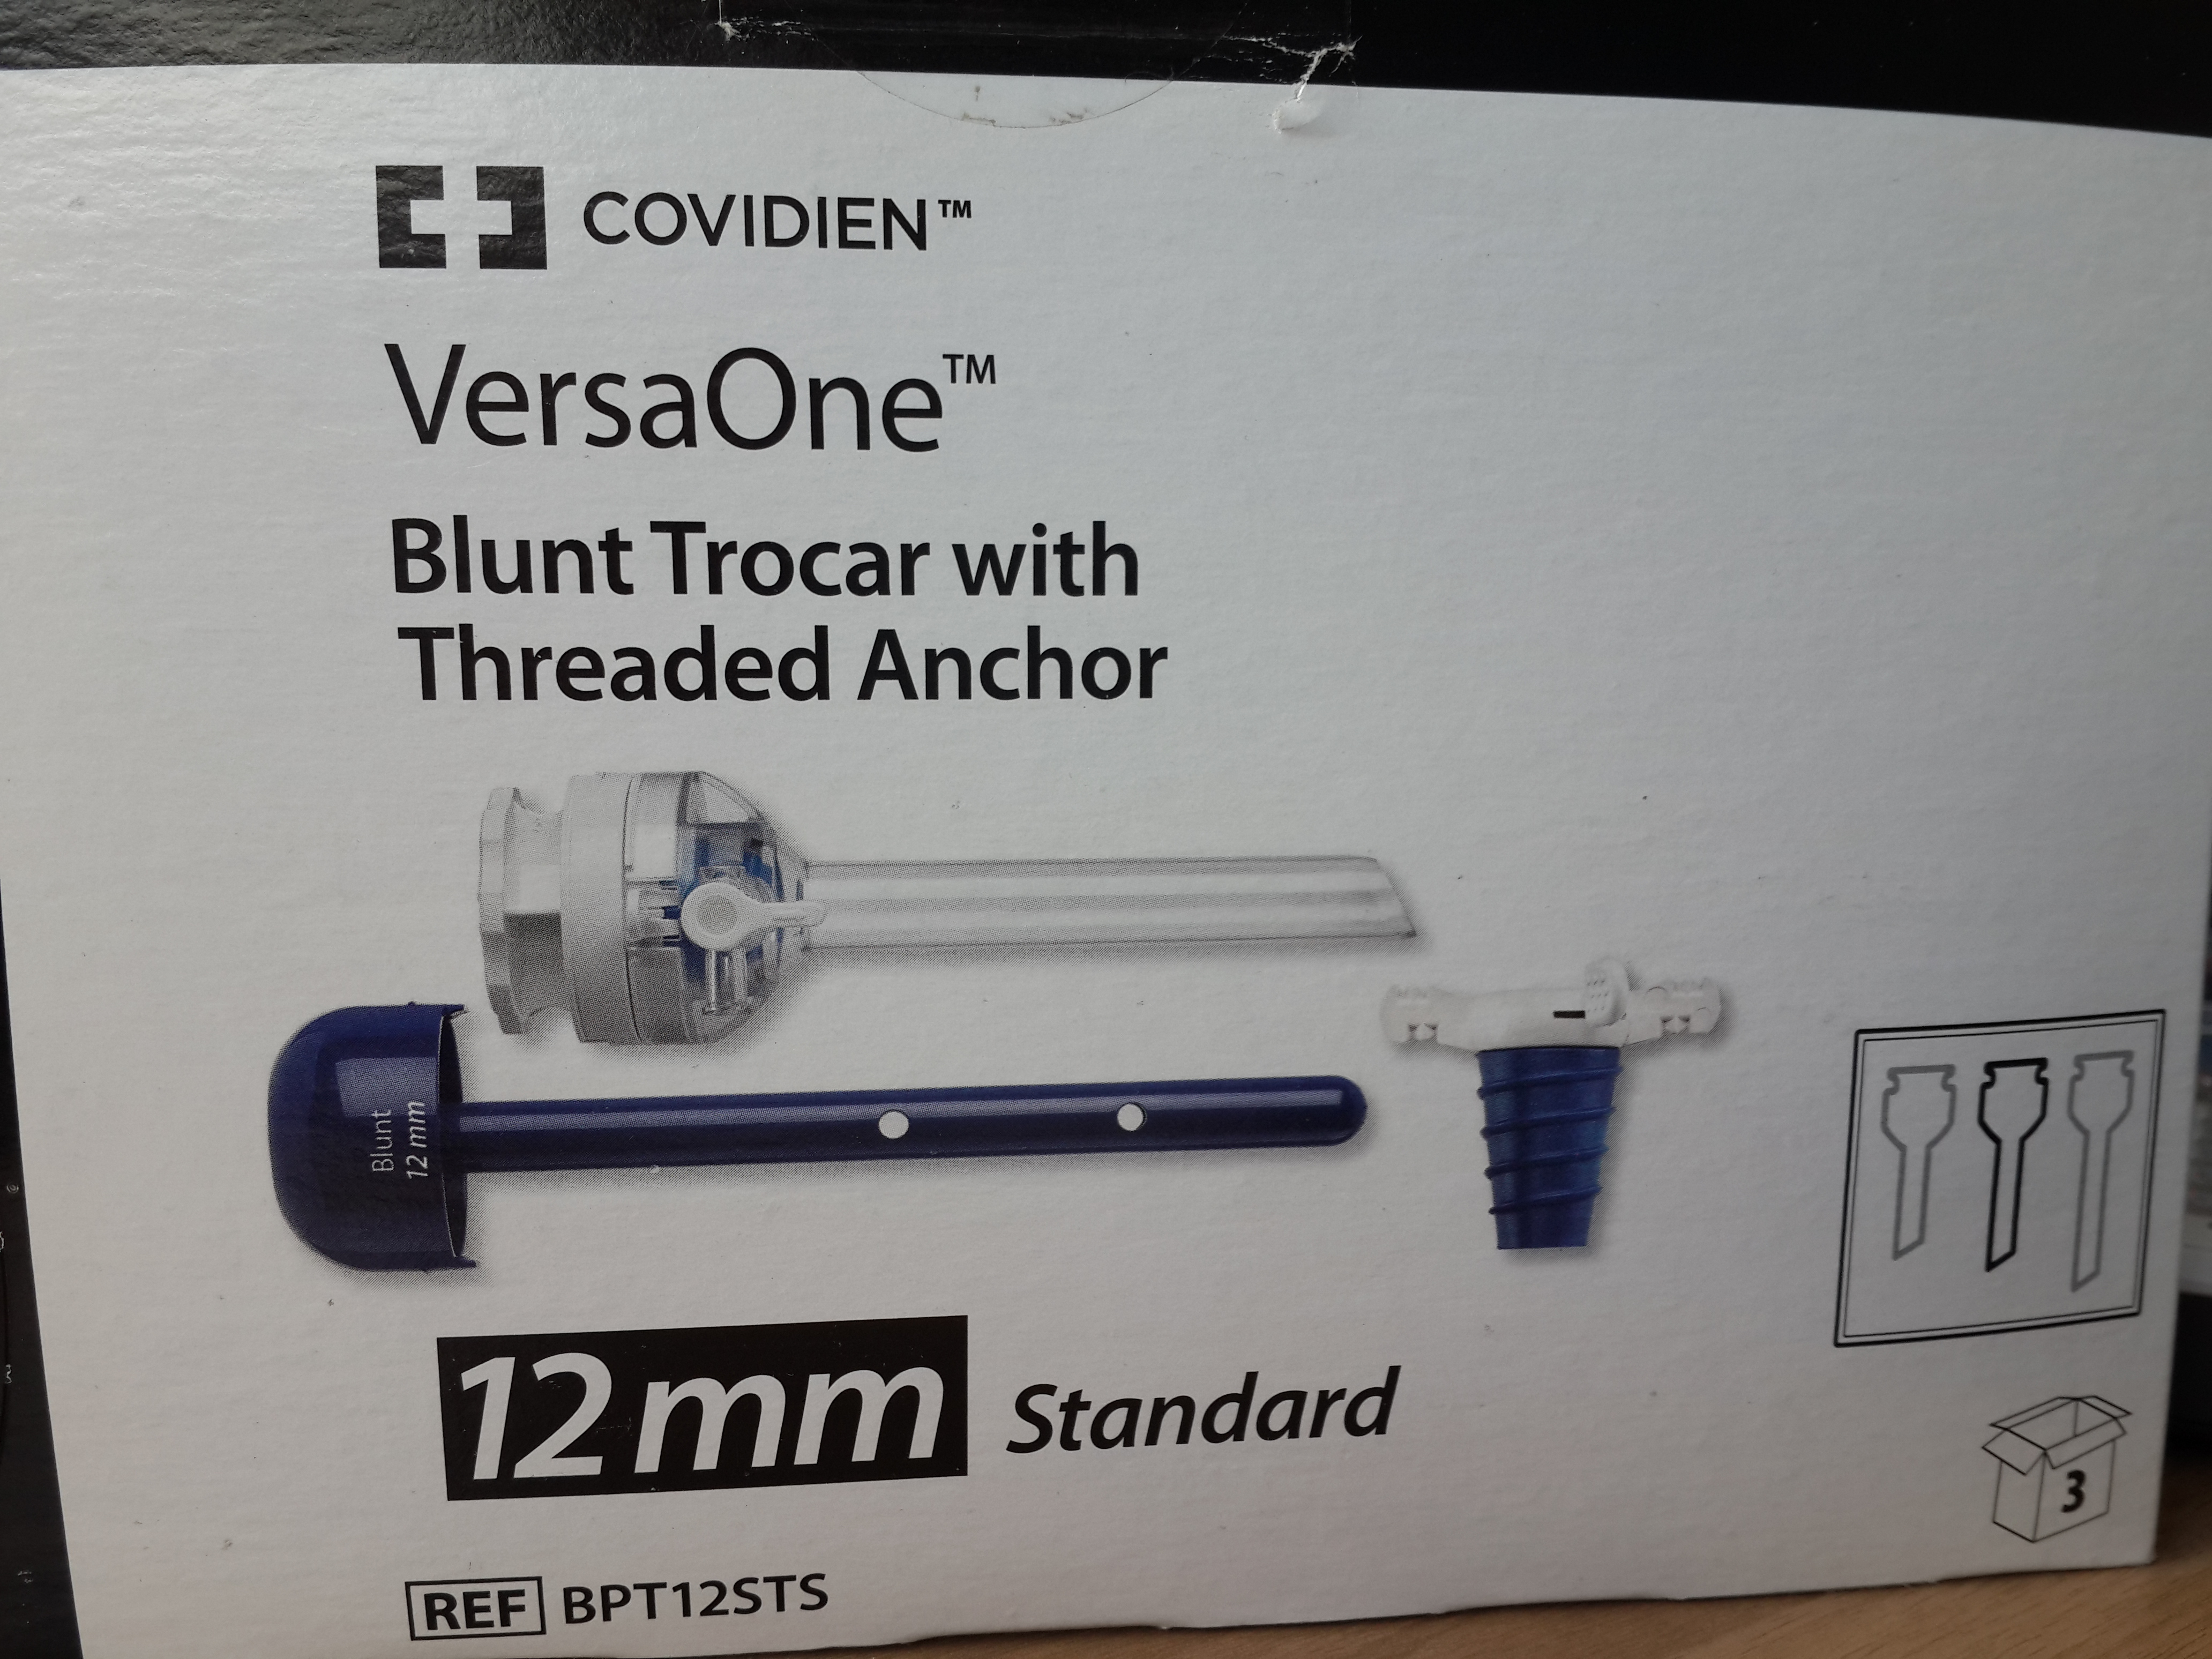 COVIDIEN™
VersaOne™
Blunt Trocar with
Threaded Anchor
Blunt
12 mm
12mm Standard
3
REF BPT12STS